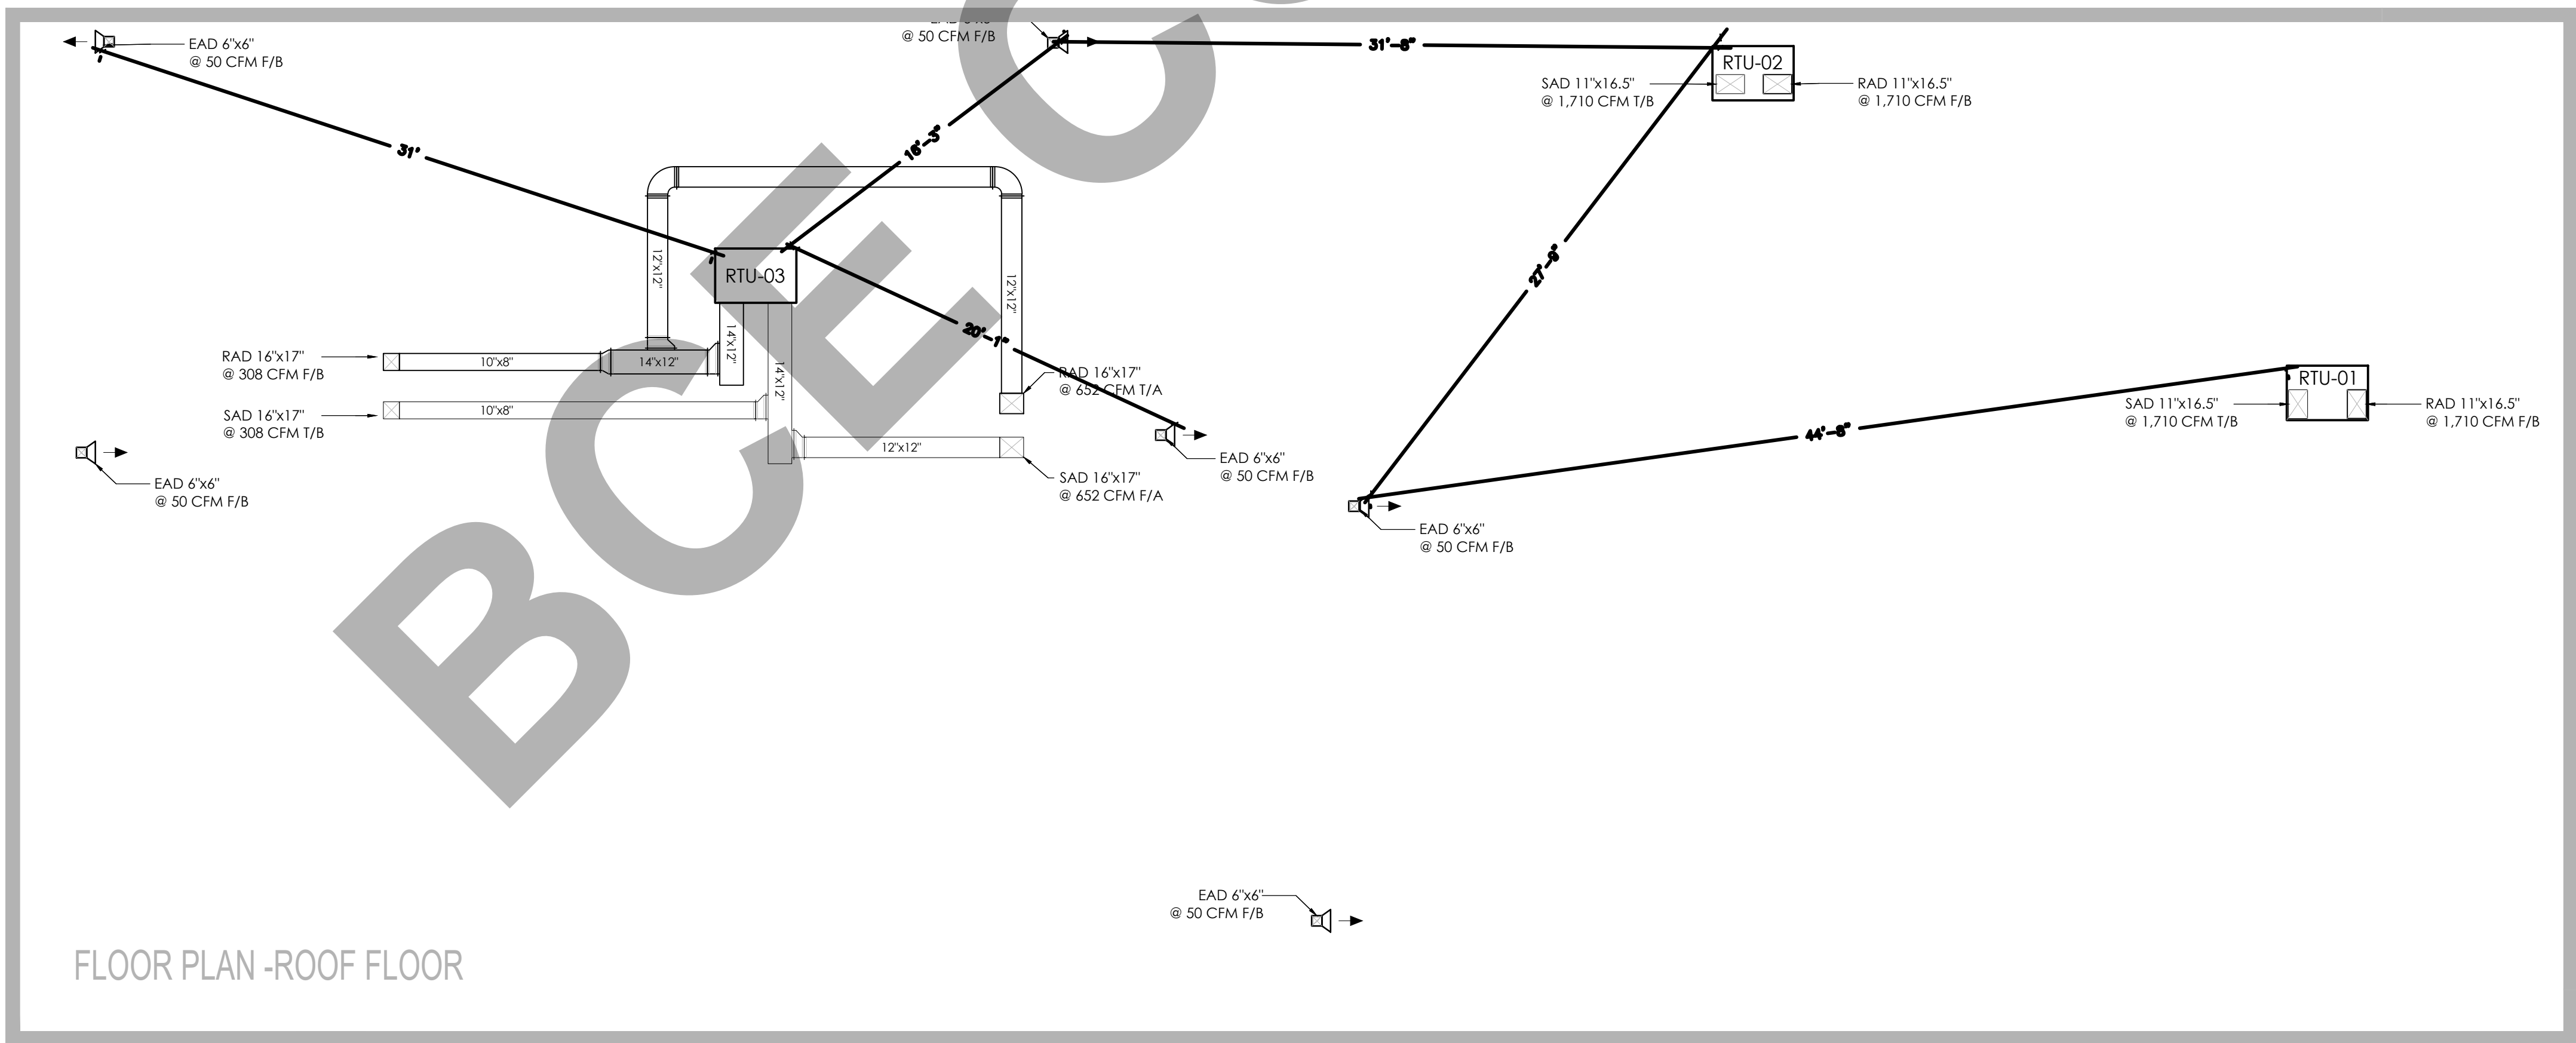 EAD 6"x6"
@ 50 CFM F/B
EAD 6"x6"
@ 50 CFM F/B
31'-8"
RTU-02
SAD 11"x16.5"
@ 1,710 CFM T/B
RAD 11"x16.5"
@ 1,710 CFM F/B
31'
16'-3"
12"x12"
RTU-03
12"x12"
27'-9"
20'-1"
14"x12"
RAD 16"x17"
@ 308 CFM F/B
10"x8"
14"x12"
14"x12"
RAD 16"x17"
@ 652 CFM T/A
RTU-01
SAD 11"x16.5"
@ 1,710 CFM T/B
RAD 11"x16.5"
@ 1,710 CFM F/B
SAD 16"x17"
@ 308 CFM T/B
10"x8"
12"x12"
44'-8"
EAD 6"x6"
@ 50 CFM F/B
EAD 6"x6"
@ 50 CFM F/B
SAD 16"x17"
@ 652 CFM F/A
EAD 6"x6"
@ 50 CFM F/B
EAD 6"x6"
@ 50 CFM F/B
FLOOR PLAN -ROOF FLOOR
BCE